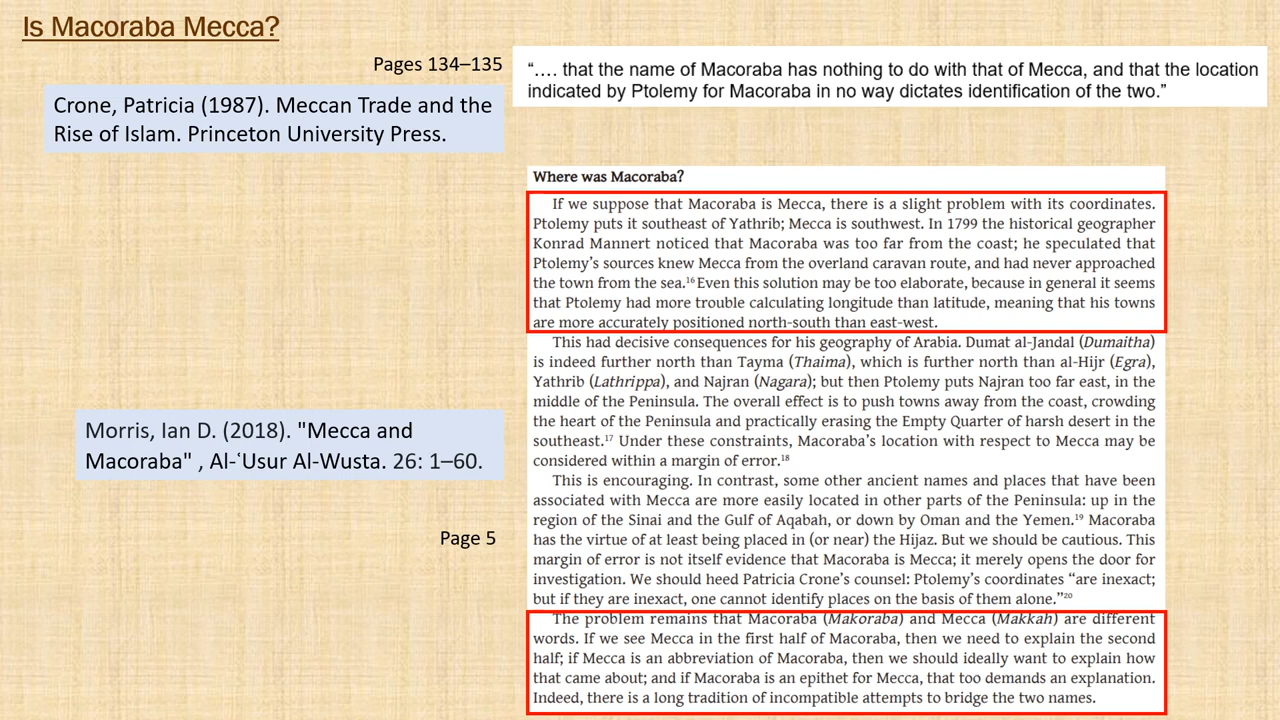 Is Macoraba Mecca?
Pages 134–135
“…. that the name of Macoraba has nothing to do with that of Mecca, and that the location
indicated by Ptolemy for Macoraba in no way dictates identification of the two.”
Crone, Patricia (1987). Meccan Trade and the
Rise of Islam. Princeton University Press.
Where was Macoraba?
If we suppose that Macoraba is Mecca, there is a slight problem with its coordinates.
Ptolemy puts it southeast of Yathrib; Mecca is southwest. In 1799 the historical geographer
Konrad Mannert noticed that Macoraba was too far from the coast; he speculated that
Ptolemy’s sources knew Mecca from the overland caravan route, and had never approached
the town from the sea.¹⁶ Even this solution may be too elaborate, because in general it seems
that Ptolemy had more trouble calculating longitude than latitude, meaning that his towns
are more accurately positioned north-south than east-west.
This had decisive consequences for his geography of Arabia. Dumat al-Jandal (Dumaitha)
is indeed further north than Tayma (Thaima), which is further north than al-Hijr (Egra),
Yathrib (Lathrippa), and Najran (Nagara); but then Ptolemy puts Najran too far east, in the
middle of the Peninsula. The overall effect is to push towns away from the coast, crowding
the heart of the Peninsula and practically erasing the Empty Quarter of harsh desert in the
southeast.¹⁷ Under these constraints, Macoraba’s location with respect to Mecca may be
considered within a margin of error.¹⁸
This is encouraging. In contrast, some other ancient names and places that have been
associated with Mecca are more easily located in other parts of the Peninsula: up in the
region of the Sinai and the Gulf of Aqabah, or down by Oman and the Yemen.¹⁹ Macoraba
has the virtue of at least being placed in (or near) the Hijaz. But we should be cautious. This
margin of error is not itself evidence that Macoraba is Mecca; it merely opens the door for
investigation. We should heed Patricia Crone’s counsel: Ptolemy’s coordinates “are inexact;
but if they are inexact, one cannot identify places on the basis of them alone.”²⁰
The problem remains that Macoraba (Makoraba) and Mecca (Makkah) are different
words. If we see Mecca in the first half of Macoraba, then we need to explain the second
half; if Mecca is an abbreviation of Macoraba, then we should ideally want to explain how
that came about; and if Macoraba is an epithet for Mecca, that too demands an explanation.
Indeed, there is a long tradition of incompatible attempts to bridge the two names.
Morris, Ian D. (2018). "Mecca and
Macoraba" , Al-ʿUsur Al-Wusta. 26: 1–60.
Page 5